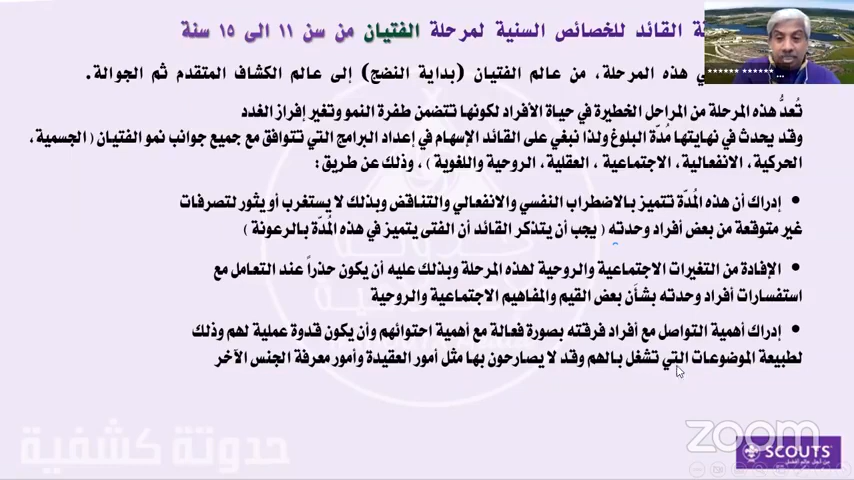 القائد للخصائص السنية لمرحلة الفتيان من سن ١١ الى ١٥ سنة
هذه المرحلة، من عالم الفتيان (بداية النضج) إلى عالم الكشاف المتقدم ثم الجوالة.
تُعدُّ هذه المرحلة من المراحل الخطيرة في حياة الأفراد لكونها تتضمن طفرة النمو وتغير إفراز الغدد
وقد يحدث في نهايتها مُدّة البلوغ ولذا نبغي على القائد الإسهام في إعداد البرامج التي تتوافق مع جميع جوانب نمو الفتيان ( الجسمية ،
الحركية ، الانفعالية، الاجتماعية ، العقلية، الروحية واللغوية ) ، وذلك عن طريق :
• إدراك أن هذه المُدّة تتميز بالاضطراب النفسي والانفعالي والتناقض وبذلك لا يستغرب أو يثور لتصرفات
غير متوقعة من بعض أفراد وحدته ( يجب أن يتذكر القائد أن الفتى يتميز في هذه المُدّة بالرعونة )
• الإفادة من التغيرات الاجتماعية والروحية لهذه المرحلة وبذلك عليه أن يكون حذراً عند التعامل مع
استفسارات أفراد وحدته بشأن بعض القيم والمفاهيم الاجتماعية والروحية
• إدراك أهمية التواصل مع أفراد فرقته بصورة فعالة مع أهمية احتوائهم وأن يكون قدوة عملية لهم وذلك
لطبيعة الموضوعات التي تشغل بالهم وقد لا يصارحون بها مثل أمور العقيدة وأمور معرفة الجنس الآخر
zoom
SCOUTS
حدوتة كشفية